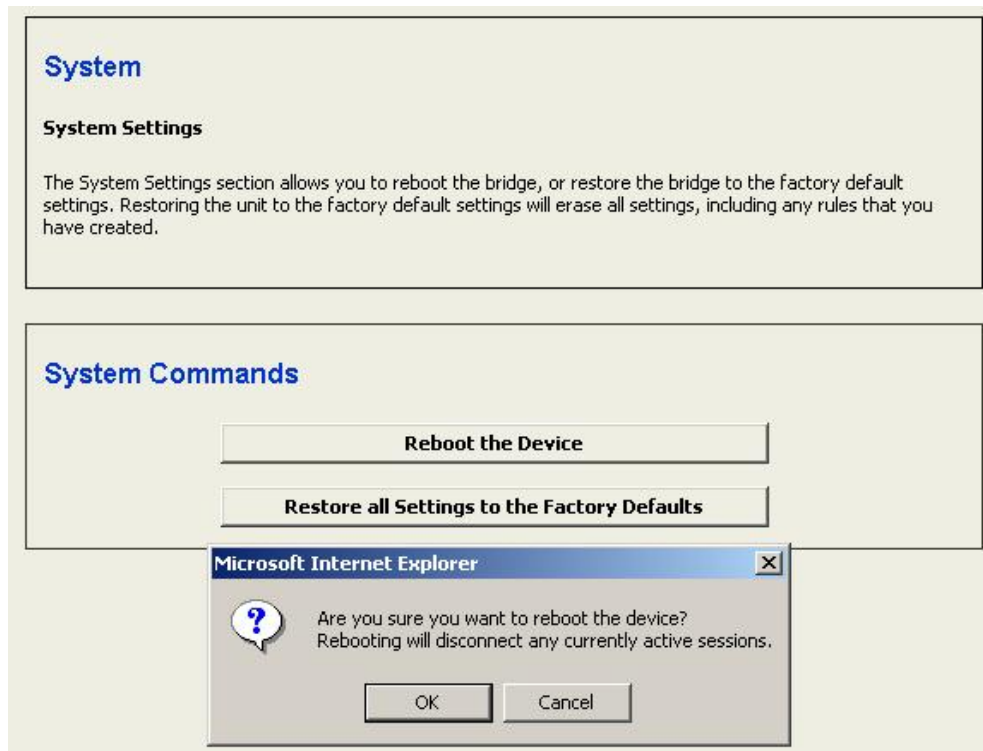 System
System Settings
The System Settings section allows you to reboot the bridge, or restore the bridge to the factory default
settings. Restoring the unit to the factory default settings will erase all settings, including any rules that you
have created.
System Commands
Reboot the Device
Restore all Settings to the Factory Defaults
Microsoft Internet Explorer
Are you sure you want to reboot the device?
Rebooting will disconnect any currently active sessions.
OK
Cancel